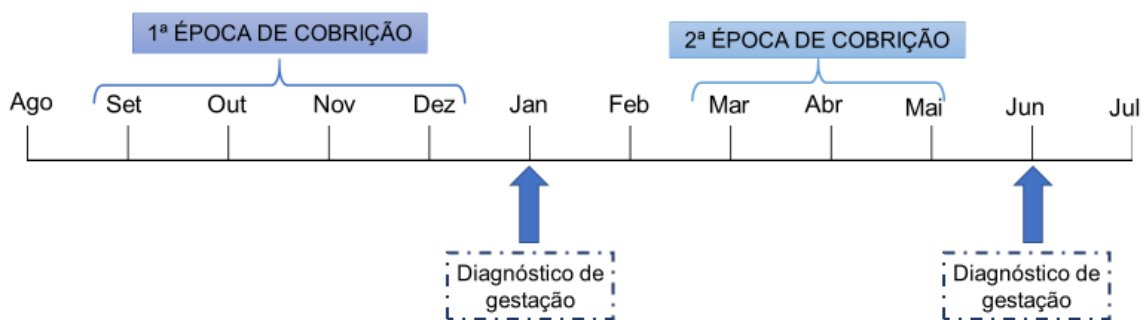 1ª ÉPOCA DE COBRIÇÃO
2ª ÉPOCA DE COBRIÇÃO
Ago Set Out Nov Dez Jan Feb Mar Abr Mai Jun Jul
Diagnóstico de
gestação
Diagnóstico de
gestação